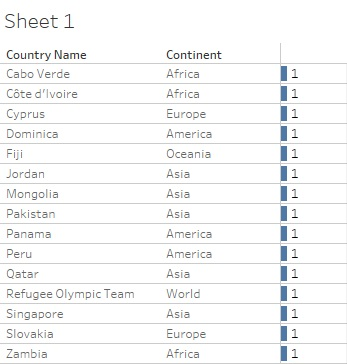 Sheet 1
Country Name Continent
Cabo Verde Africa 1
Côte d'Ivoire Africa 1
Cyprus Europe 1
Dominica America 1
Fiji Oceania 1
Jordan Asia 1
Mongolia Asia 1
Pakistan Asia 1
Panama America 1
Peru America 1
Qatar Asia 1
Refugee Olympic Team World 1
Singapore Asia 1
Slovakia Europe 1
Zambia Africa 1